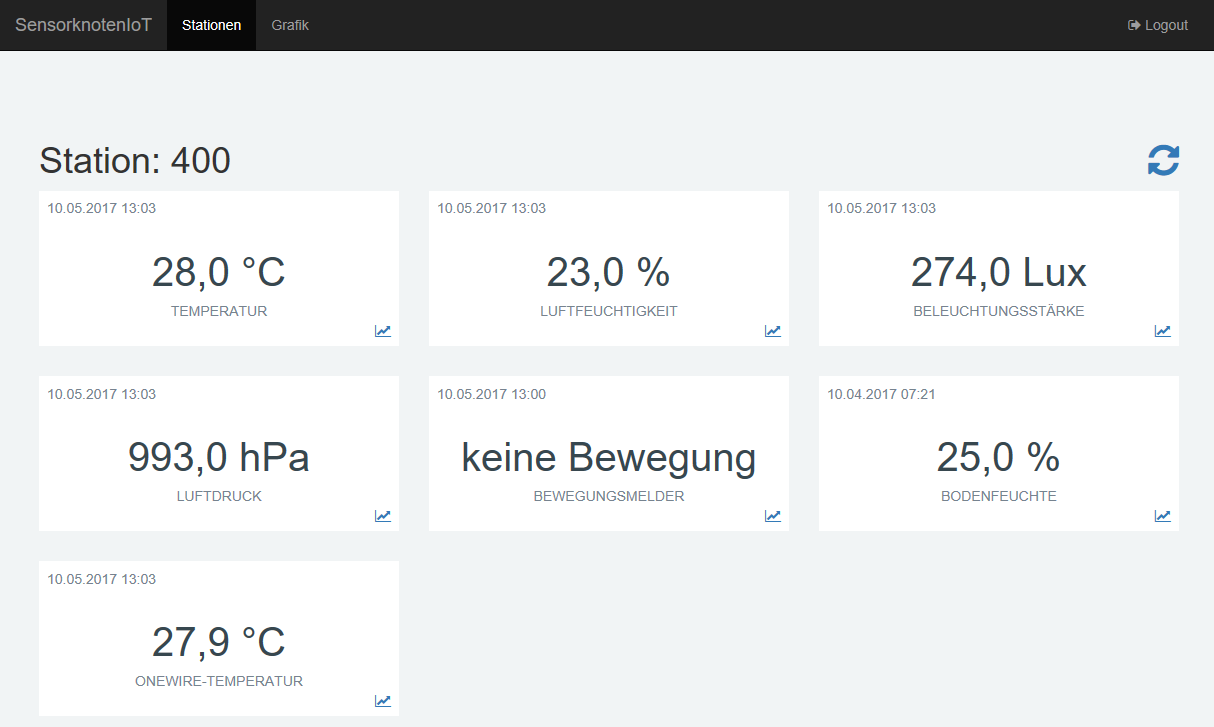 SensorknotenIoT Stationen Grafik Logout
Station: 400
10.05.2017 13:03
28,0 °C
TEMPERATUR
10.05.2017 13:03
23,0 %
LUFTFEUCHTIGKEIT
10.05.2017 13:03
274,0 Lux
BELEUCHTUNGSSTÄRKE
10.05.2017 13:03
993,0 hPa
LUFTDRUCK
10.05.2017 13:00
keine Bewegung
BEWEGUNGSMELDER
10.04.2017 07:21
25,0 %
BODENFEUCHTE
10.05.2017 13:03
27,9 °C
ONEWIRE-TEMPERATUR